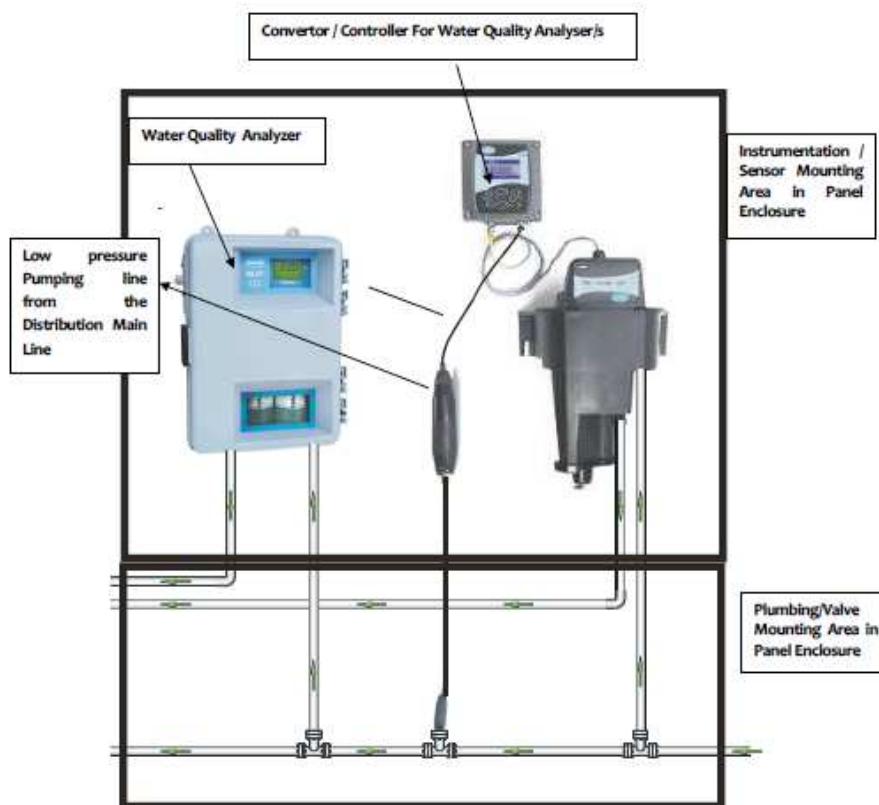 Convertor / Controller For Water Quality Analyser/s
Water Quality Analyzer
Instrumentation /
Sensor Mounting
Area in Panel
Enclosure
Low pressure
Pumping line
from the
Distribution Main
Line
Plumbing/Valve
Mounting Area in
Panel Enclosure